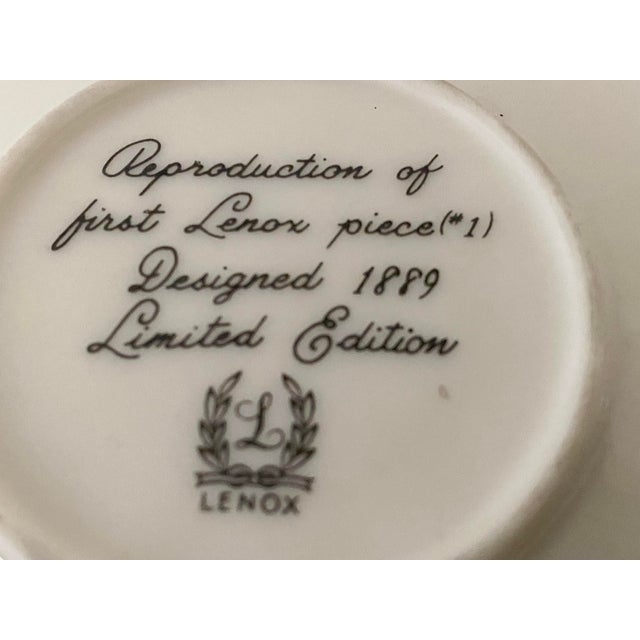 Reproduction of
first Lenox piece(#1)
Designed 1889
Limited Edition
L
LENOX